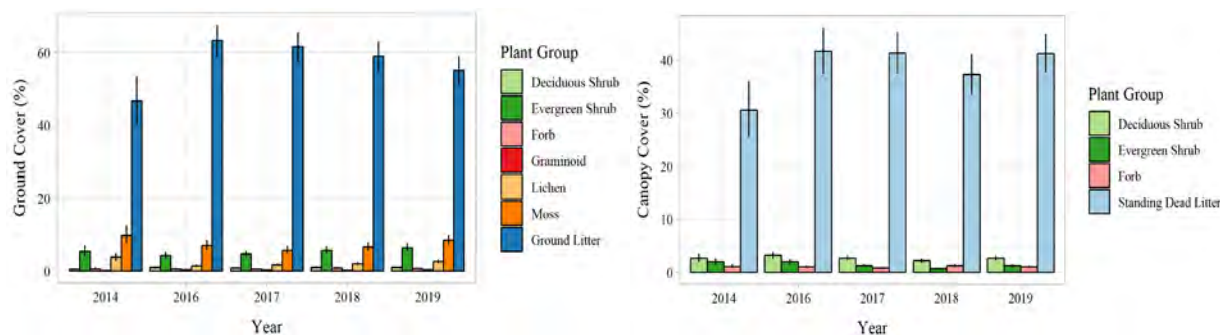 Ground Cover (%)
60
40
20
0
2014 2016 2017 2018 2019
Year
Plant Group
Deciduous Shrub
Evergreen Shrub
Forb
Graminoid
Lichen
Moss
Ground Litter
Canopy Cover (%)
40
30
20
10
0
2014 2016 2017 2018 2019
Year
Plant Group
Deciduous Shrub
Evergreen Shrub
Forb
Standing Dead Litter